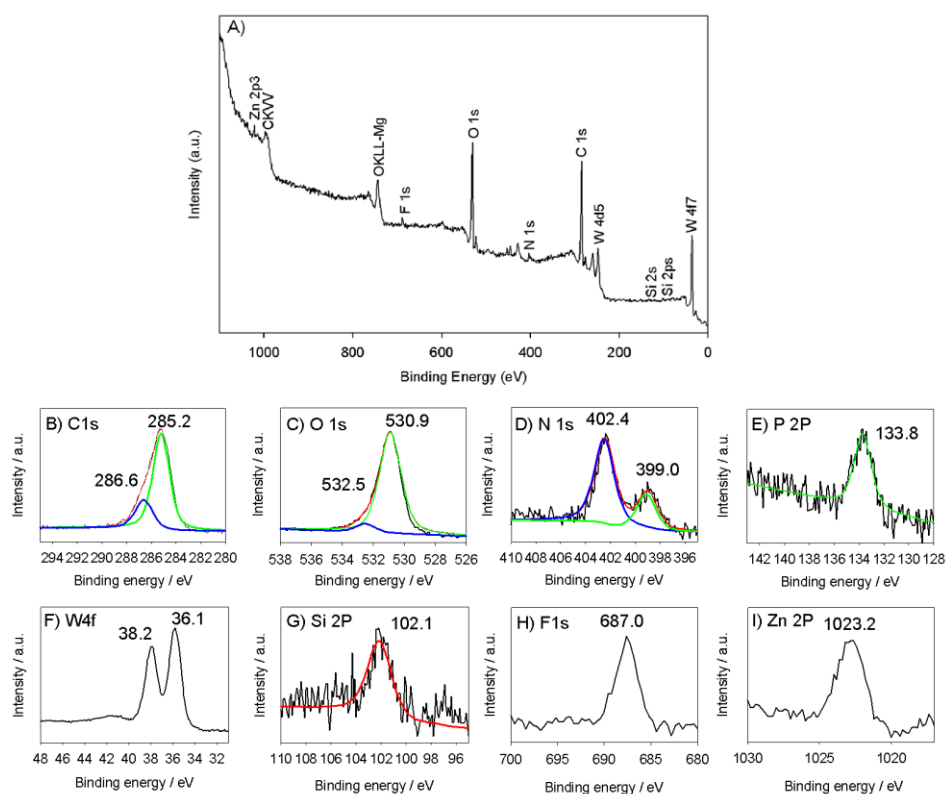 A)
Intensity (a.u.)
Zn 2p3
CKVV
OKLL-Mg
F 1s
O 1s
N 1s
C 1s
W 4d5
Si 2s
Si 2ps
W 4f7
1000 800 600 400 200 0
Binding Energy (eV)
B) C1s
285.2
286.6
Intensity / a.u.
294 292 290 288 286 284 282 280
Binding energy / eV
C) O 1s
530.9
532.5
Intensity / a.u.
538 536 534 532 530 528 526
Binding energy / eV
D) N 1s
402.4
399.0
Intensity / a.u.
410 408 406 404 402 400 398 396 395
Binding energy / eV
E) P 2P
133.8
Intensity / a.u.
142 140 138 136 134 132 130 128
Binding energy / eV
F) W4f
38.2
36.1
Intensity / a.u.
48 46 44 42 40 38 36 34 32
Binding energy / eV
G) Si 2P
102.1
Intensity / a.u.
110 108 106 104 102 100 98 96
Binding energy / eV
H) F1s
687.0
Intensity / a.u.
700 695 690 685 680
Binding energy / eV
I) Zn 2P
1023.2
Intensity / a.u.
1030 1025 1020
Binding energy / eV